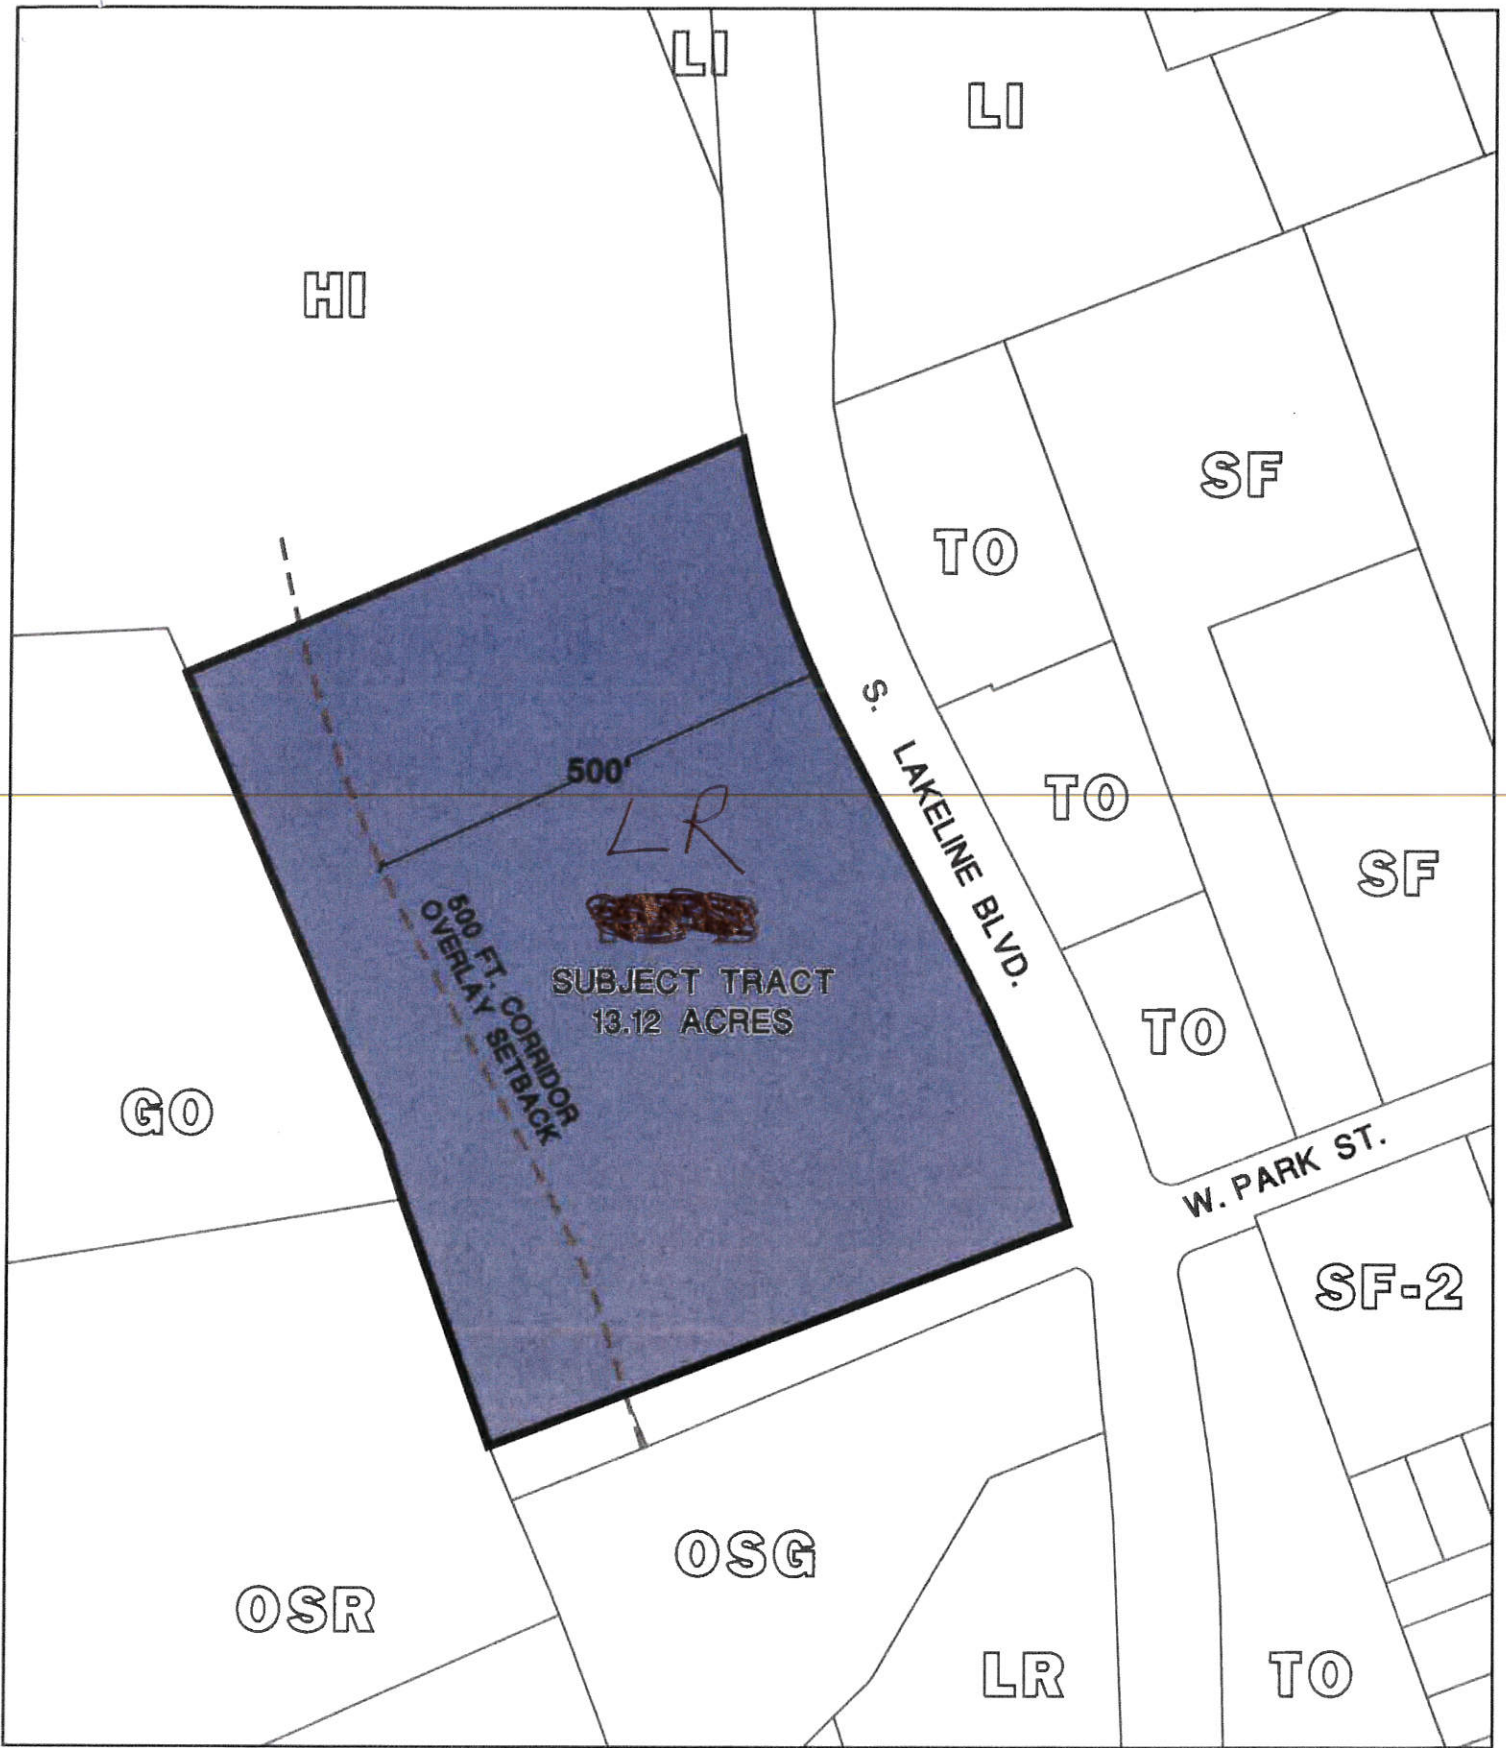 LI
LI
HI
SF
TO
500'
S. LAKELINE BLVD.
TO
LR
SF
500 FT. CORRIDOR
OVERLAY SETBACK
SUBJECT TRACT
13.12 ACRES
TO
GO
W. PARK ST.
SF-2
OSG
OSR
LR
TO